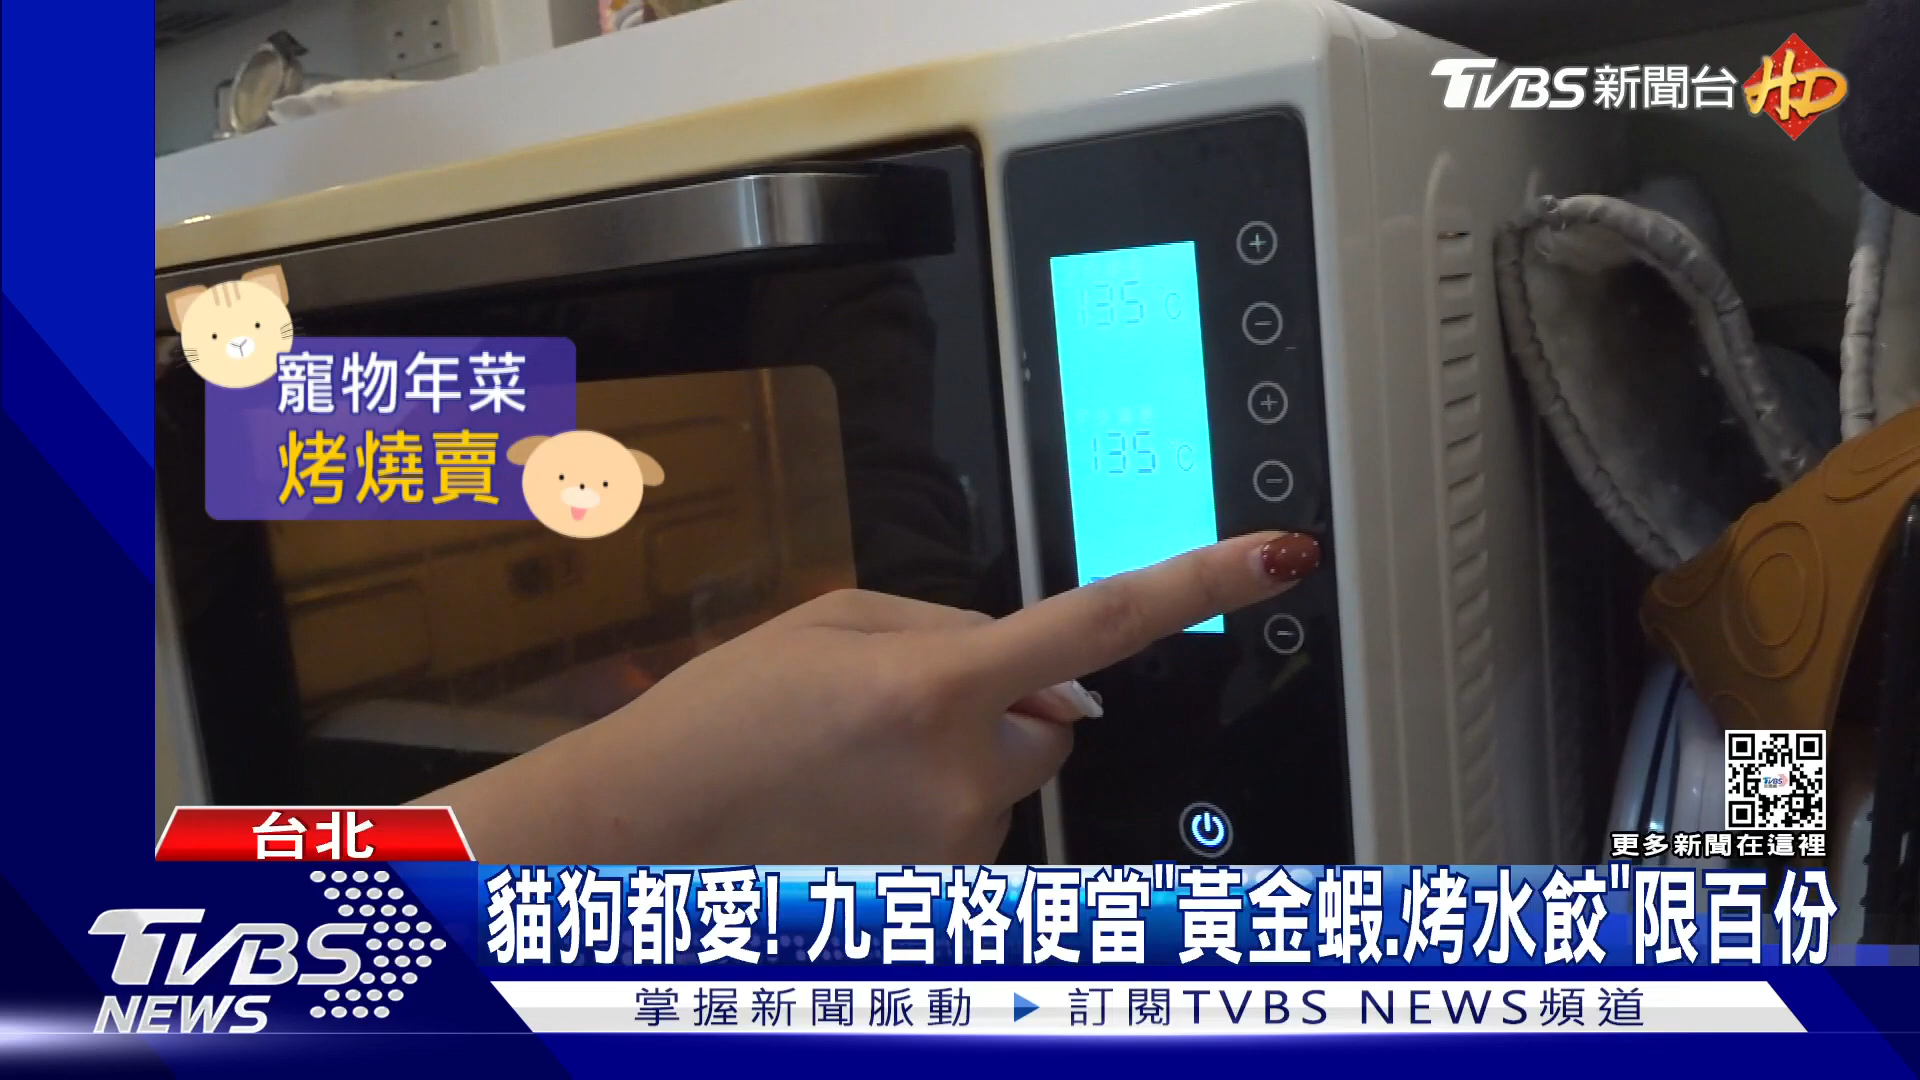 TVBS新聞台HD
135 °C
135 °C
寵物年菜
烤燒賣
TVBS
更多新聞在這裡
台北
貓狗都愛! 九宮格便當"黃金蝦.烤水餃"限百份
TVBS
NEWS
掌握新聞脈動 ▶ 訂閱TVBS NEWS頻道